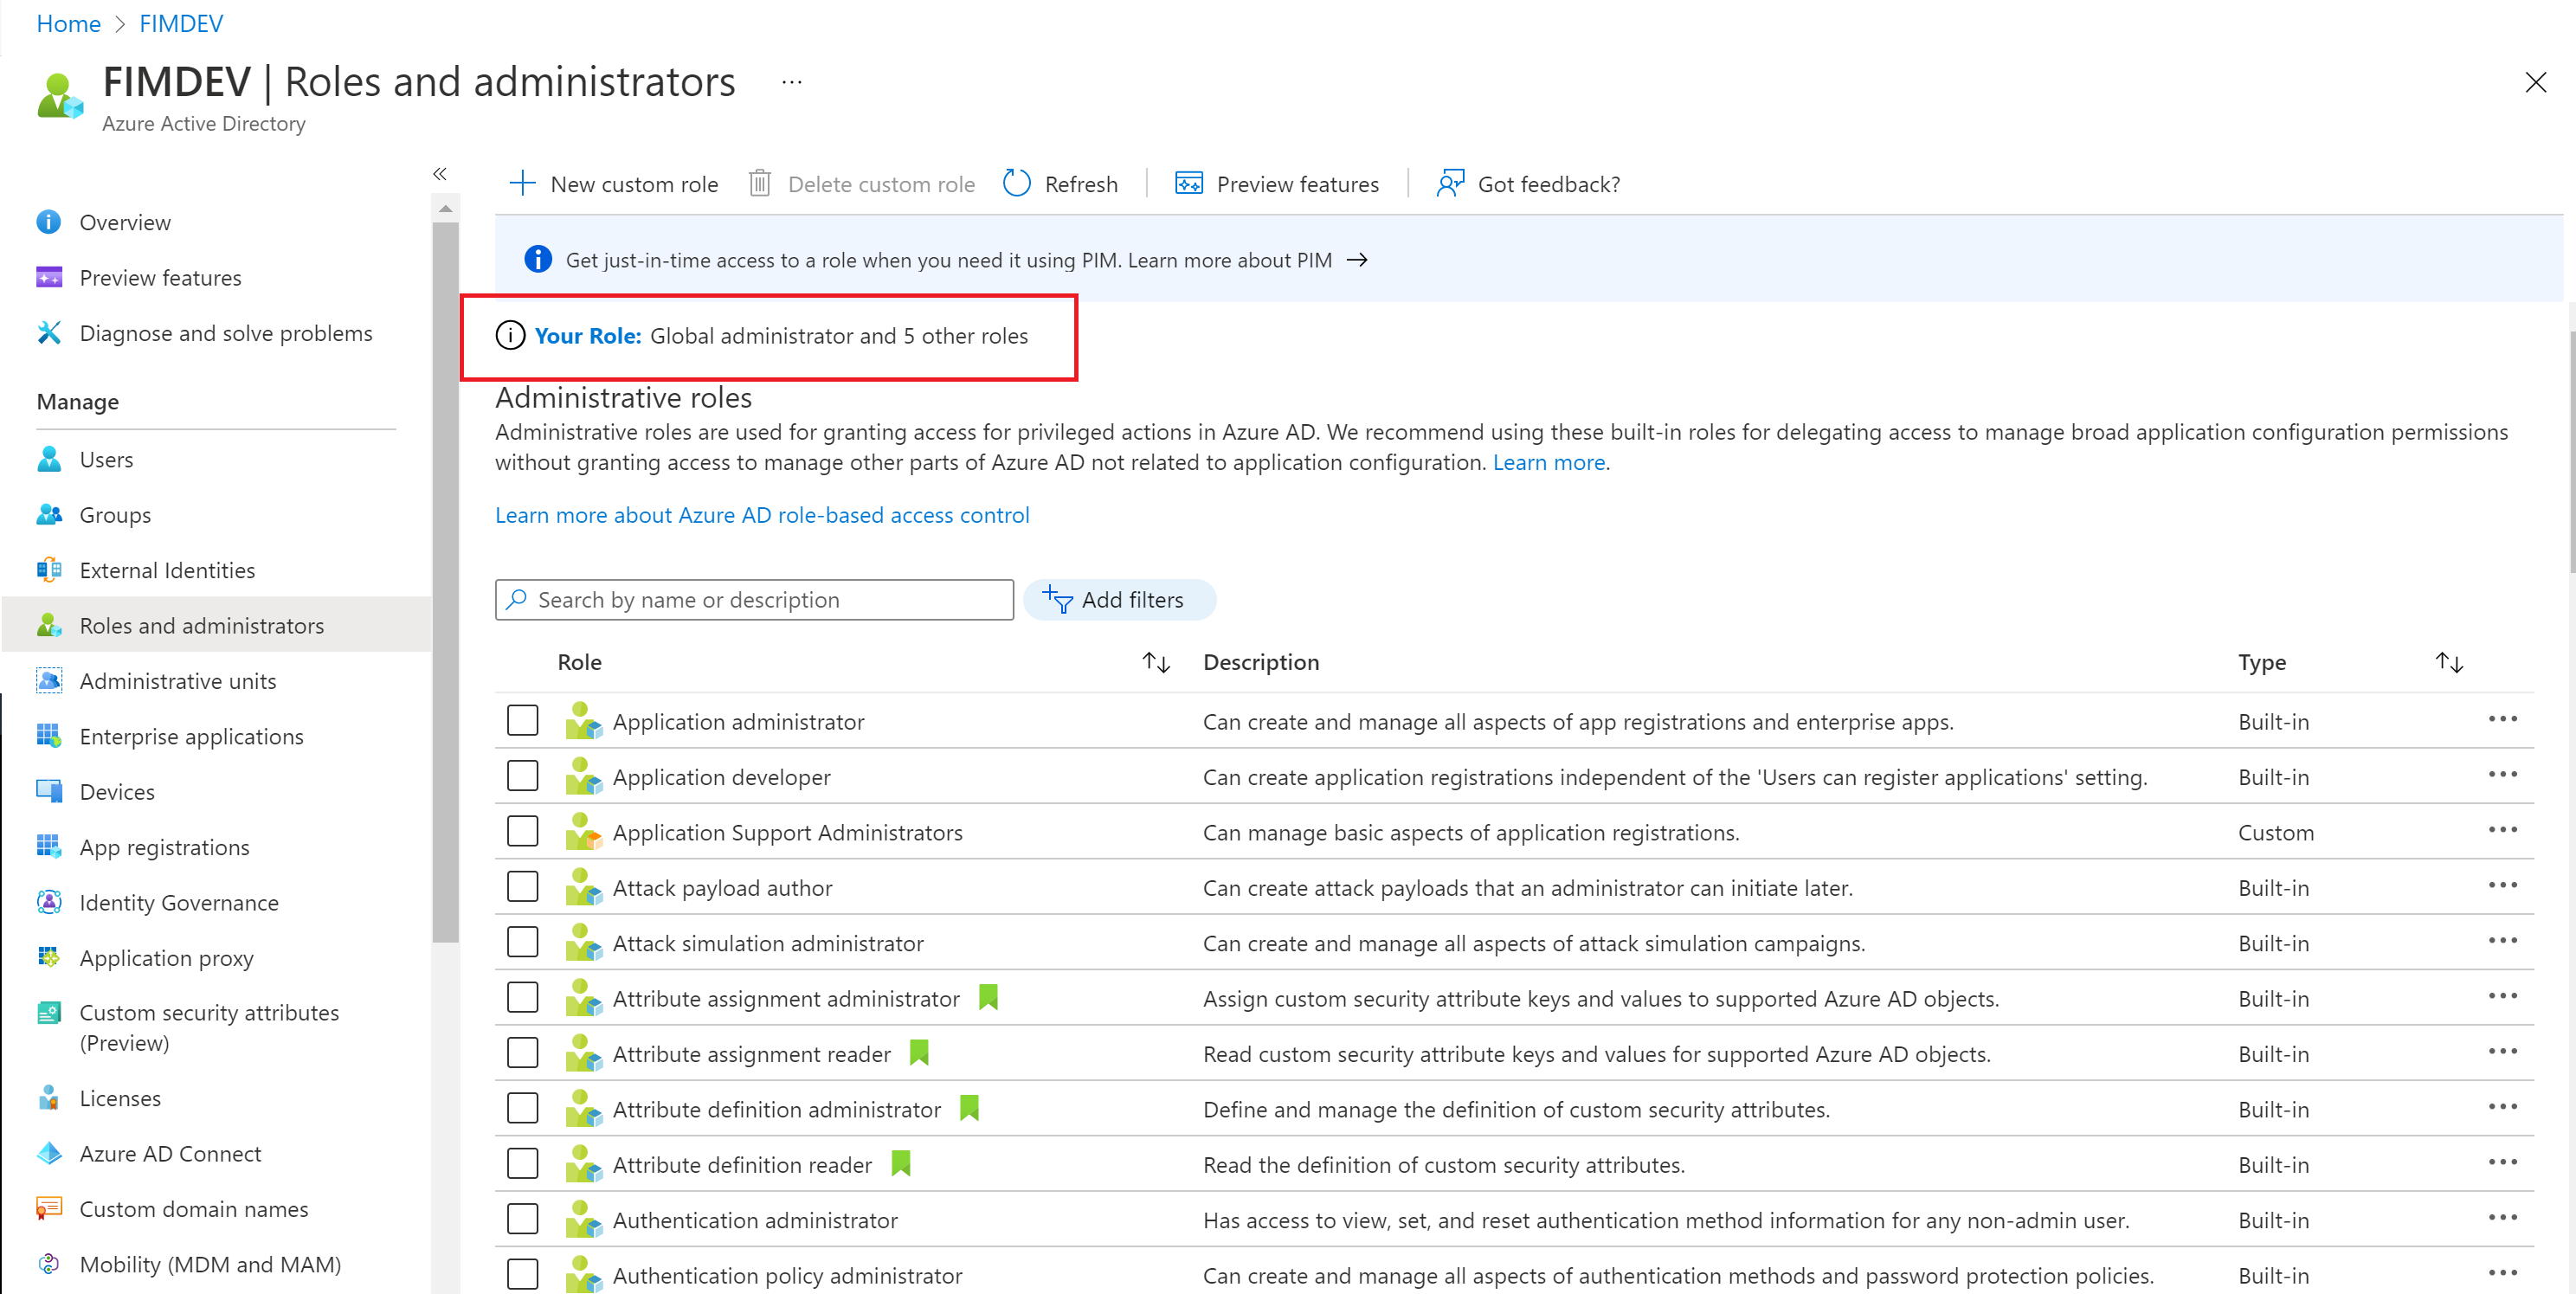 Home > FIMDEV
FIMDEV | Roles and administrators ...
Azure Active Directory
Overview
Preview features
Diagnose and solve problems
Manage
Users
Groups
External Identities
Roles and administrators
Administrative units
Enterprise applications
Devices
App registrations
Identity Governance
Application proxy
Custom security attributes
(Preview)
Licenses
Azure AD Connect
Custom domain names
Mobility (MDM and MAM)
New custom role Delete custom role Refresh Preview features Got feedback?
Get just-in-time access to a role when you need it using PIM. Learn more about PIM →
Your Role: Global administrator and 5 other roles
Administrative roles
Administrative roles are used for granting access for privileged actions in Azure AD. We recommend using these built-in roles for delegating access to manage broad application configuration permissions
without granting access to manage other parts of Azure AD not related to application configuration. Learn more.
Learn more about Azure AD role-based access control
Search by name or description Add filters
Role Description Type
Application administrator Can create and manage all aspects of app registrations and enterprise apps. Built-in
Application developer Can create application registrations independent of the 'Users can register applications' setting. Built-in
Application Support Administrators Can manage basic aspects of application registrations. Custom
Attack payload author Can create attack payloads that an administrator can initiate later. Built-in
Attack simulation administrator Can create and manage all aspects of attack simulation campaigns. Built-in
Attribute assignment administrator Assign custom security attribute keys and values to supported Azure AD objects. Built-in
Attribute assignment reader Read custom security attribute keys and values for supported Azure AD objects. Built-in
Attribute definition administrator Define and manage the definition of custom security attributes. Built-in
Attribute definition reader Read the definition of custom security attributes. Built-in
Authentication administrator Has access to view, set, and reset authentication method information for any non-admin user. Built-in
Authentication policy administrator Can create and manage all aspects of authentication methods and password protection policies. Built-in